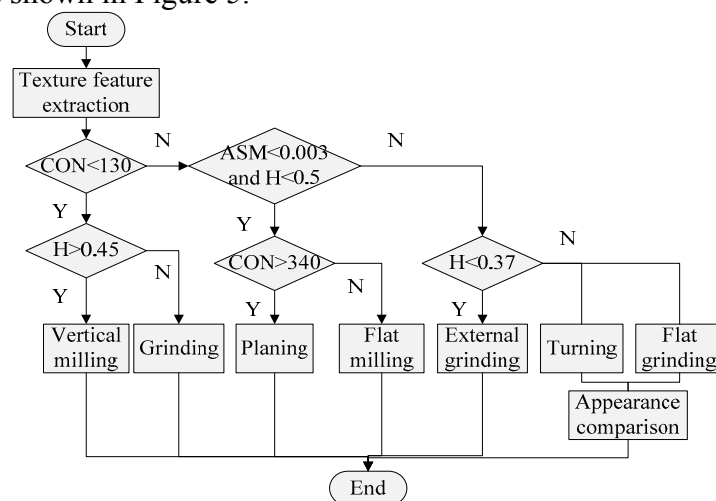 shown in Figure 5.
Start
Texture feature
extraction
CON<130
N
ASM<0.003
and H<0.5
N
Y
Y
H>0.45
N
CON>340
N
H<0.37
N
Y
Y
Y
Vertical
milling
Grinding
Planing
Flat
milling
External
grinding
Turning
Flat
grinding
Appearance
comparison
End